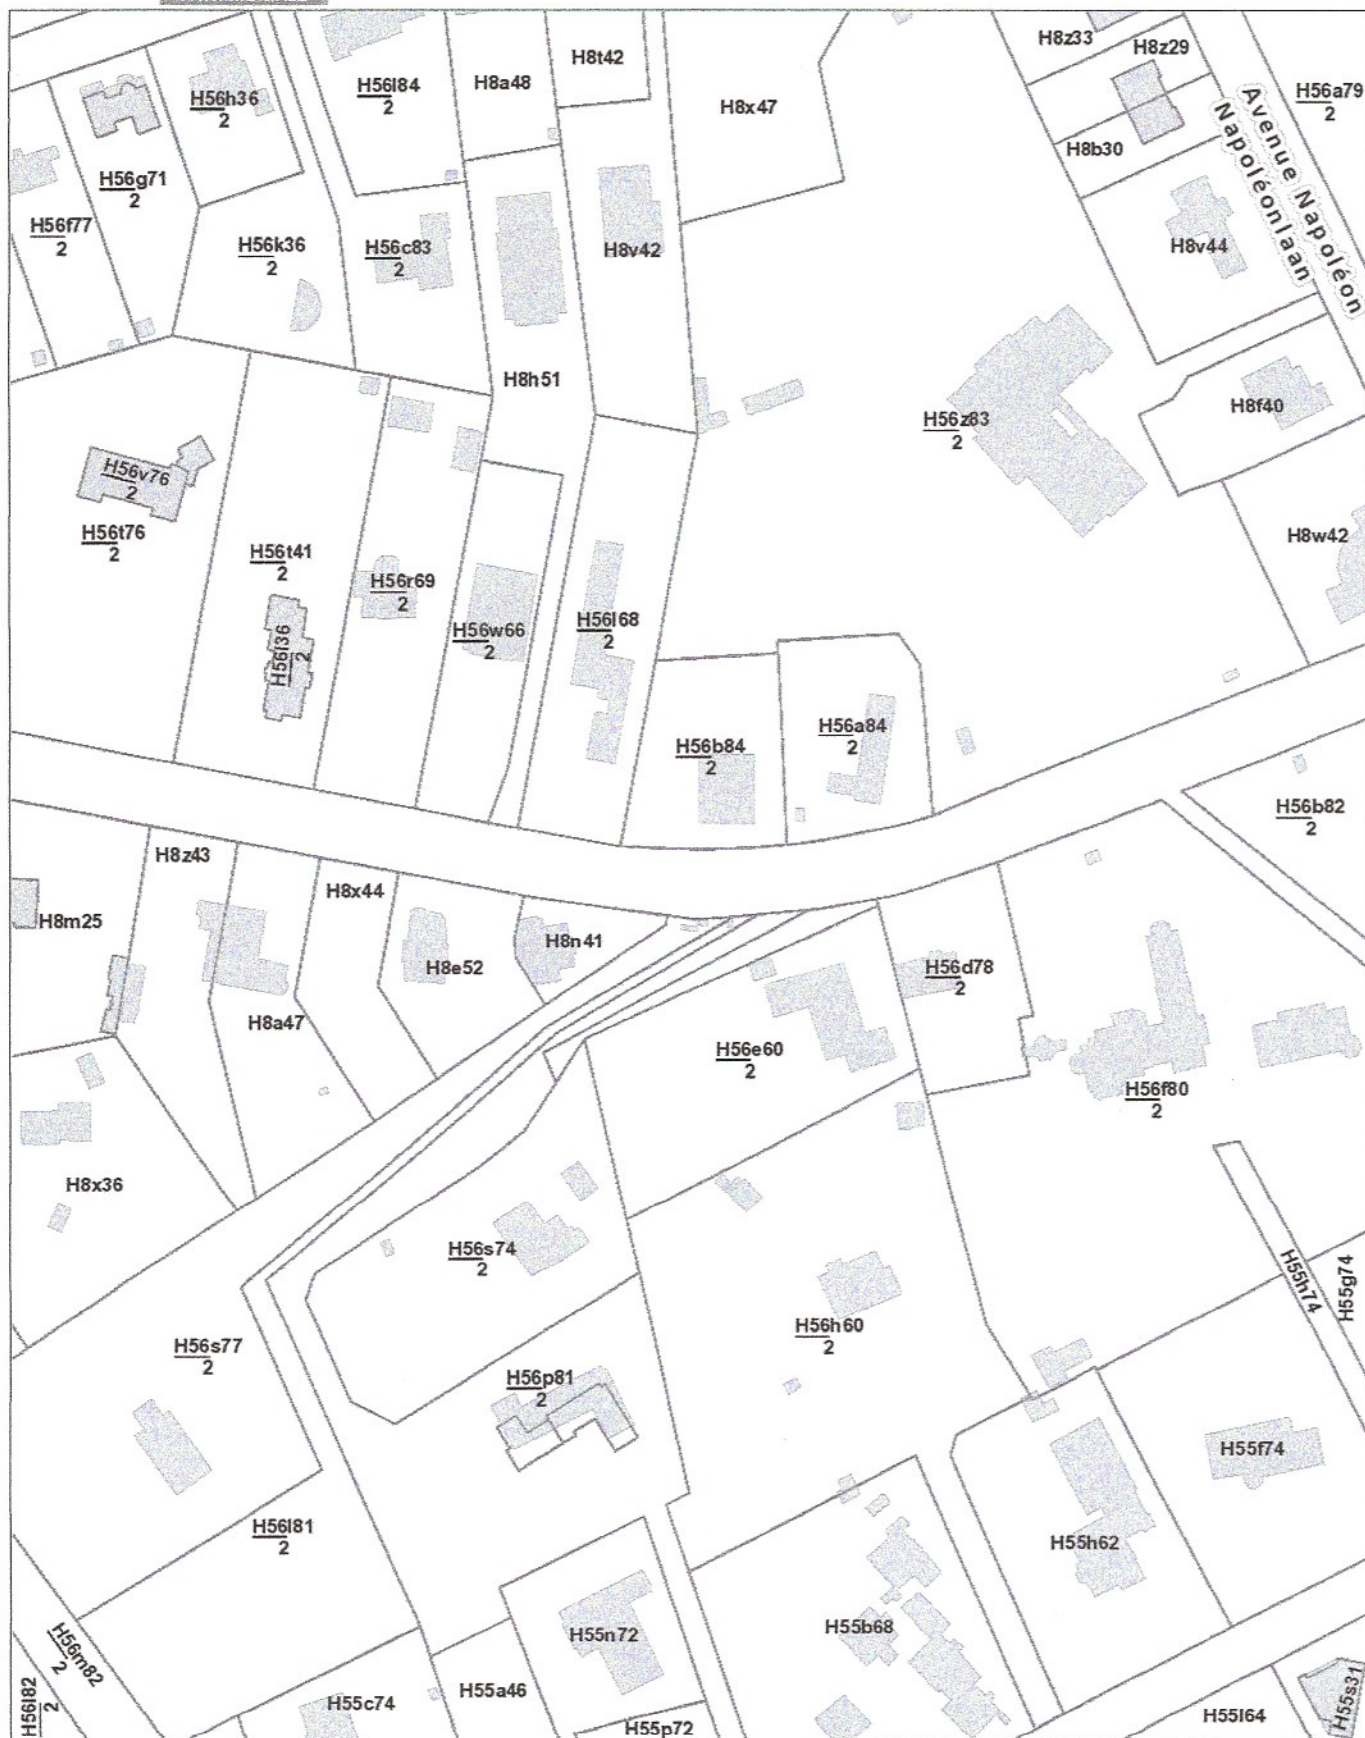 H8z33
H8z29
H8t42
H56l84
2
H8a48
H56h36
2
H8x47
H56a79
2
Avenue Napoléon
Napoléonlaan
H8b30
H56g71
2
H56f77
2
H56k36
2
H56c83
2
H8v42
H8v44
H8h51
H8f40
H56z83
2
H56v76
2
H56t76
2
H56t41
2
H8w42
H56r69
2
H56w66
2
H56l68
2
H56l36
2
H56a84
2
H56b84
2
H56b82
2
H8z43
H8x44
H8m25
H8n41
H8e52
H56d78
2
H8a47
H56e60
2
H56f80
2
H8x36
H56s74
2
H55h74
H55g74
H56s77
2
H56h60
2
H56p81
2
H55f74
H56l81
2
H55h62
H55n72
H55b68
H56m82
2
H56l82
2
H55a46
H55c74
H55p72
H55l64
H55s31